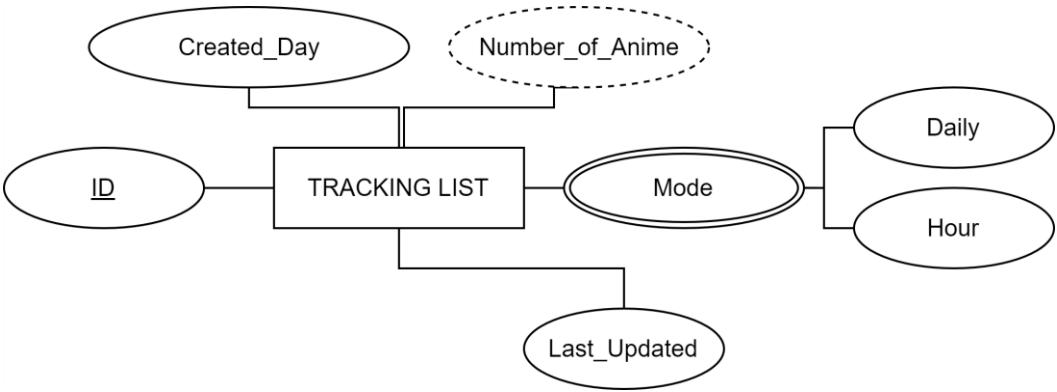 Created_Day
Number_of_Anime
Daily
ID
TRACKING LIST
Mode
Hour
Last_Updated